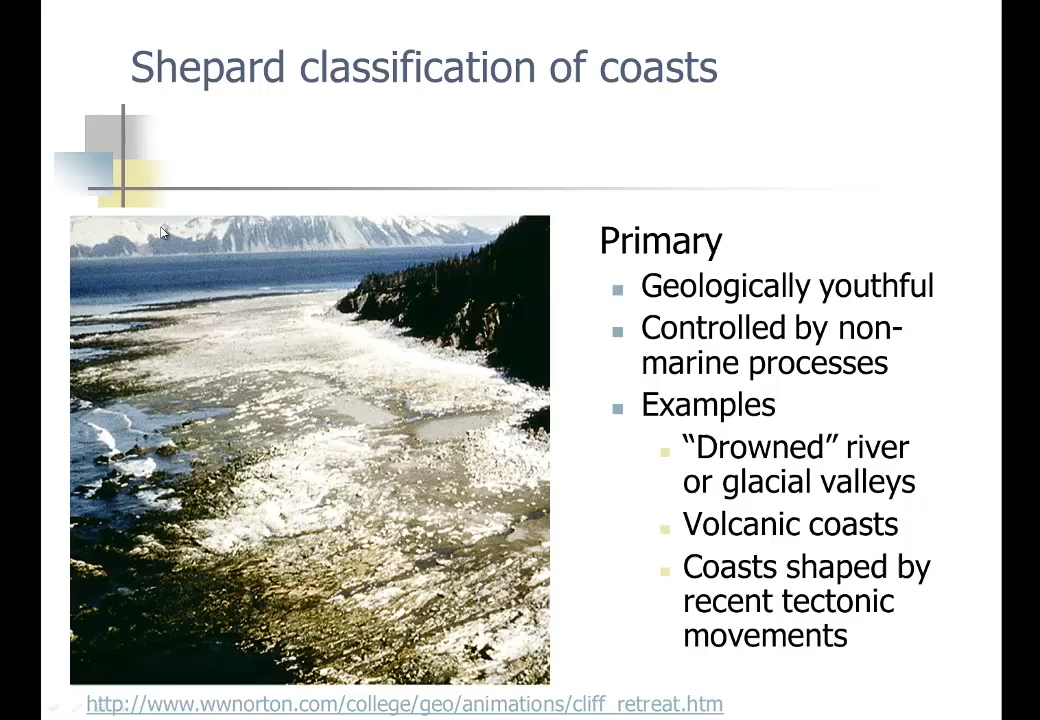 Shepard classification of coasts
Primary
Geologically youthful
Controlled by non-
marine processes
Examples
“Drowned” river
or glacial valleys
Volcanic coasts
Coasts shaped by
recent tectonic
movements
http://www.wwnorton.com/college/geo/animations/cliff_retreat.htm